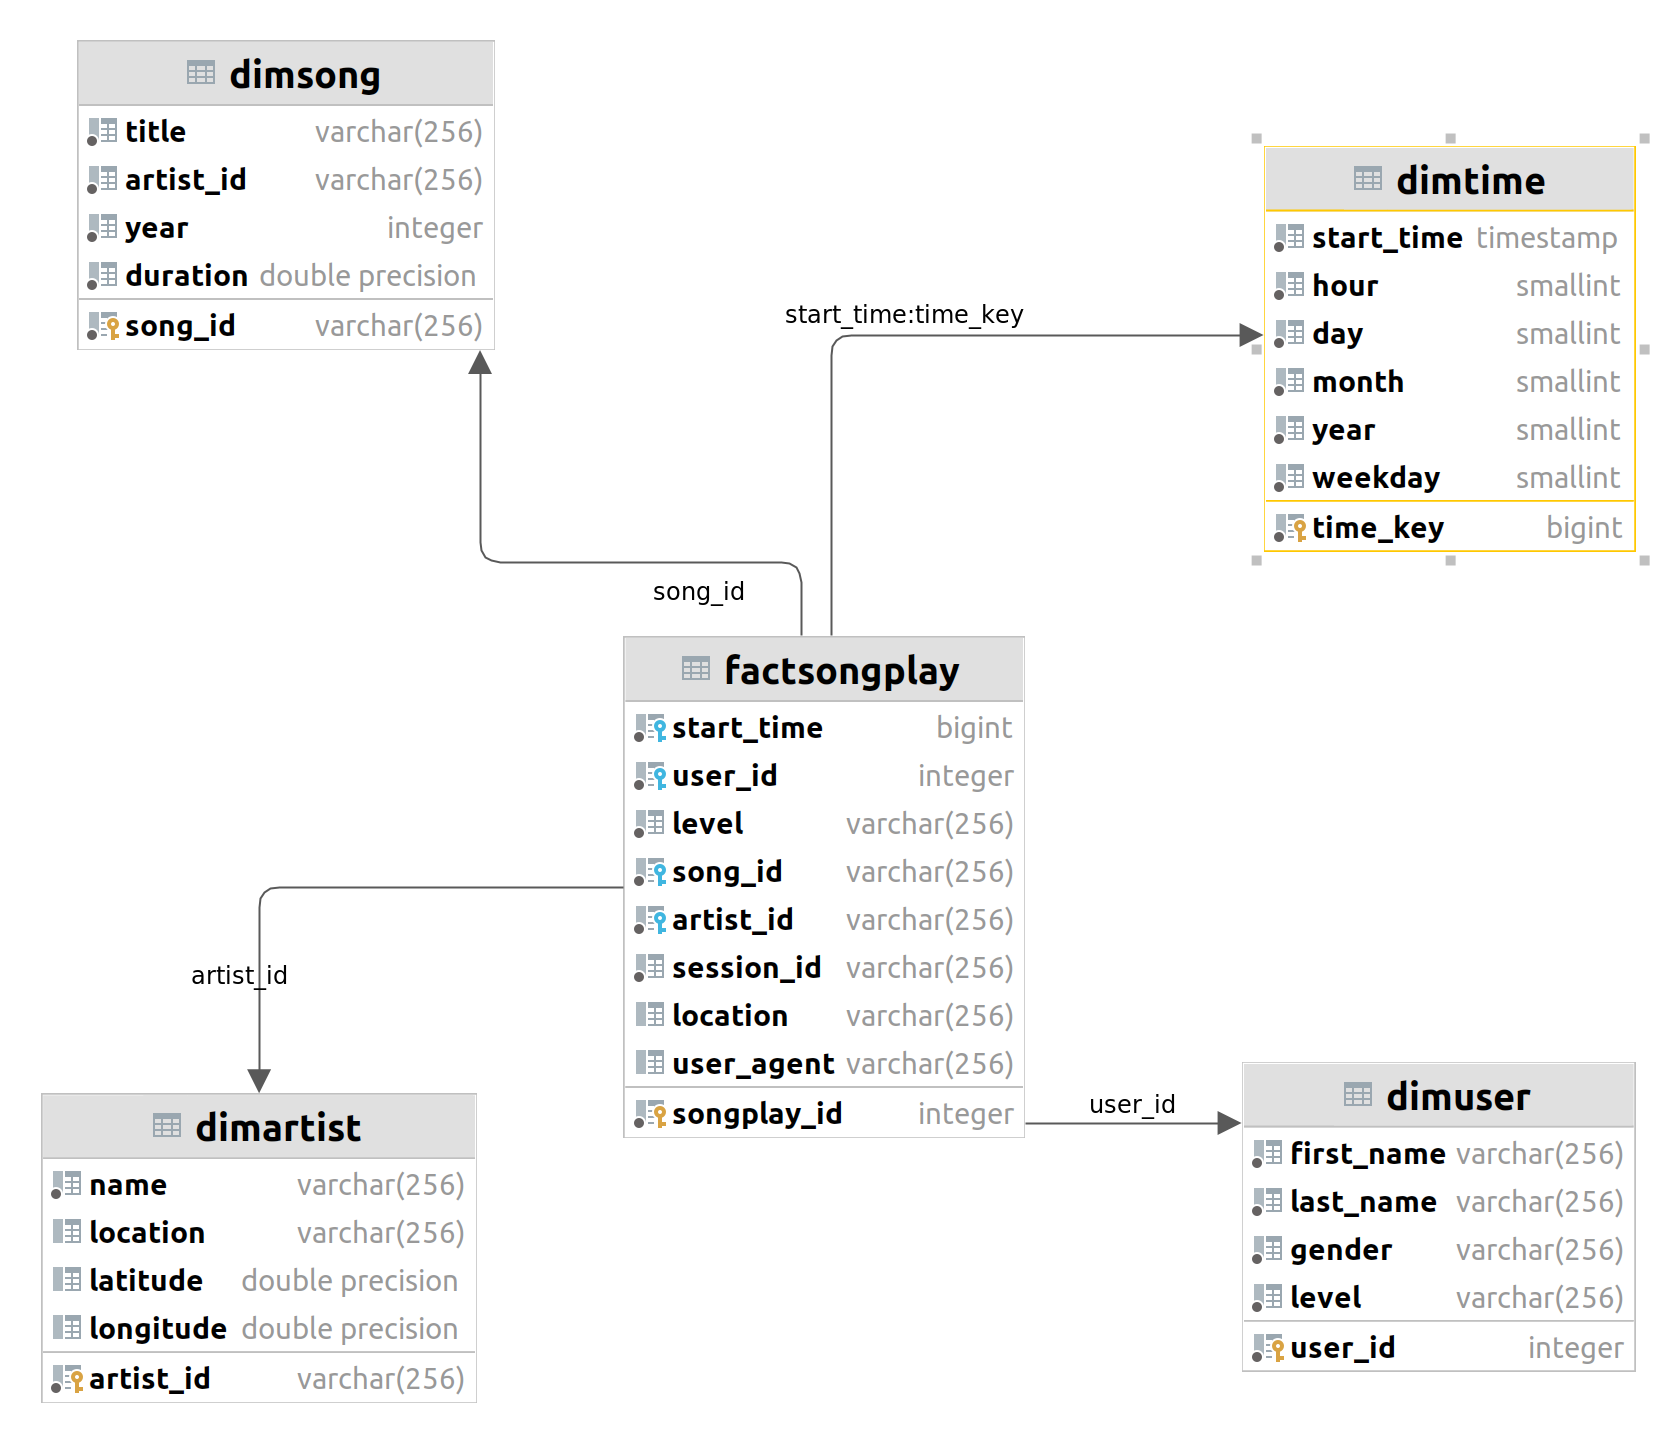 dimsong
title varchar(256)
artist_id varchar(256)
year integer
duration double precision
song_id varchar(256)
dimtime
start_time timestamp
hour smallint
day smallint
month smallint
year smallint
weekday smallint
time_key bigint
start_time:time_key
song_id
factsongplay
start_time bigint
user_id integer
level varchar(256)
song_id varchar(256)
artist_id varchar(256)
session_id varchar(256)
location varchar(256)
user_agent varchar(256)
songplay_id integer
artist_id
user_id
dimartist
name varchar(256)
location varchar(256)
latitude double precision
longitude double precision
artist_id varchar(256)
dimuser
first_name varchar(256)
last_name varchar(256)
gender varchar(256)
level varchar(256)
user_id integer